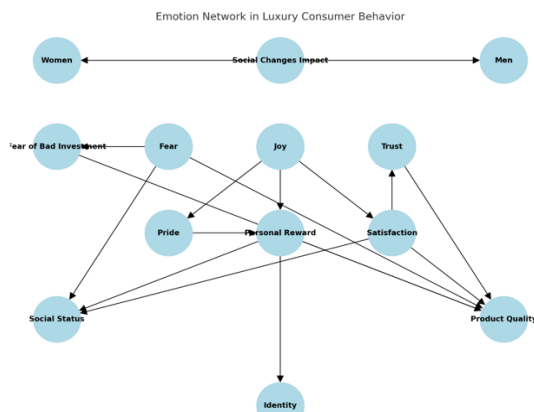 Emotion Network in Luxury Consumer Behavior
Women
Social Changes Impact
Men
Fear of Bad Investment
Fear
Joy
Trust
Pride
Personal Reward
Satisfaction
Social Status
Product Quality
Identity